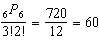 ₆P₆/3!2! = 720/12 = 60